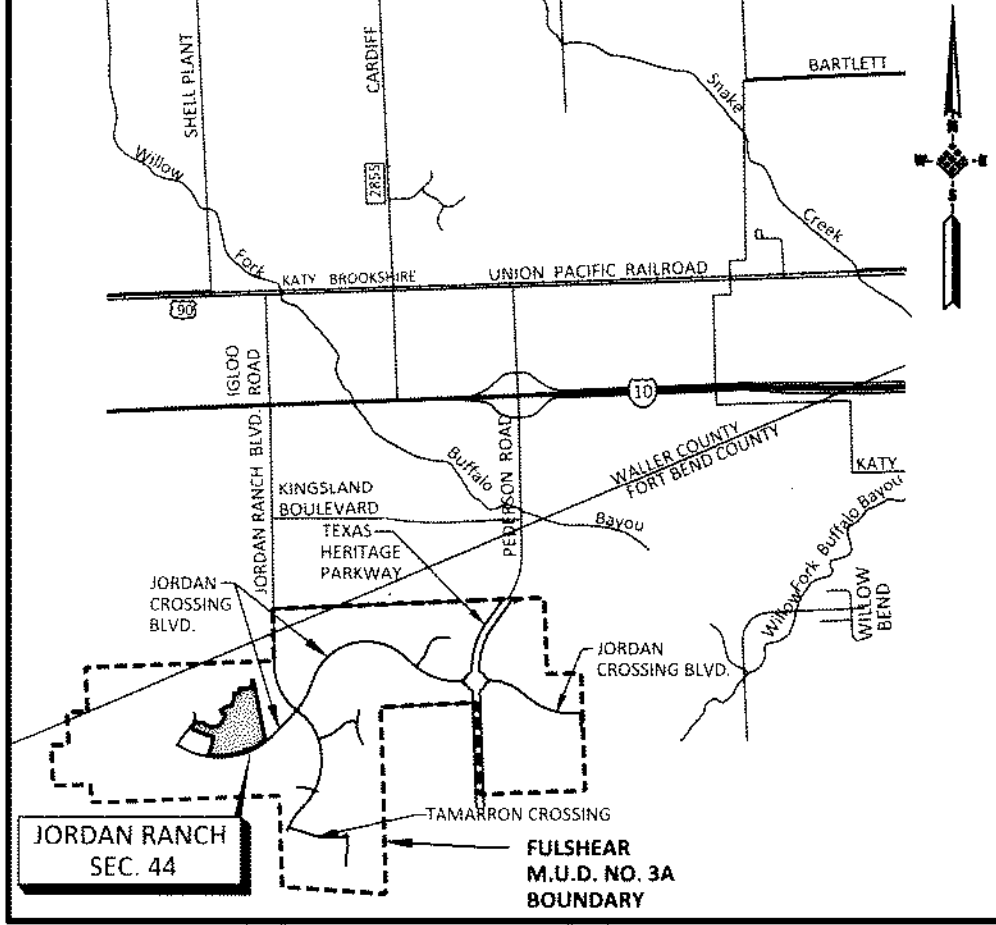 BARTLETT
SHELL PLANT
CARDIFF
Snake
N
W
E
S
Willow
2855
Creek
Fork
KATY BROOKSHIRE
UNION PACIFIC RAILROAD
90
IGLOO
ROAD
JORDAN RANCH BLVD.
10
PEDERSON ROAD
WALLER COUNTY
FORT BEND COUNTY
KATY
Buffalo
Bayou
KINGSLAND
BOULEVARD
TEXAS
HERITAGE
PARKWAY
Willow Fork Buffalo Bayou
WILLOW
BEND
JORDAN
CROSSING
BLVD.
JORDAN
CROSSING BLVD.
TAMARRON CROSSING
JORDAN RANCH
SEC. 44
FULSHEAR
M.U.D. NO. 3A
BOUNDARY